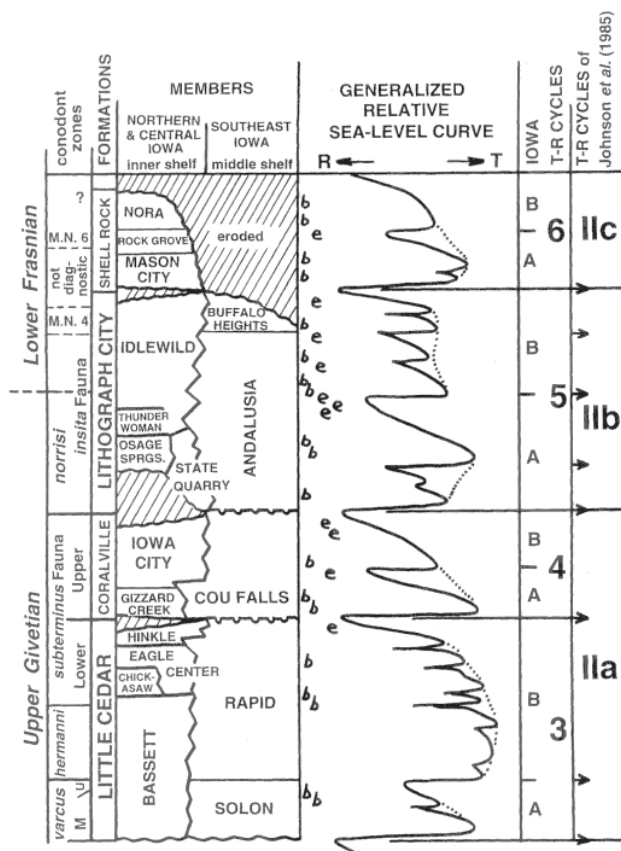 conodont
zones
FORMATIONS
MEMBERS
NORTHERN
& CENTRAL
IOWA
inner shelf
SOUTHEAST
IOWA
middle shelf
GENERALIZED
RELATIVE
SEA-LEVEL CURVE
R
T
IOWA
T-R CYCLES
T-R CYCLES of
Johnson et al. (1985)
Lower Frasnian
Upper Givetian
?
M.N. 6
not
diag-
nostic
M.N. 4
norrisi
insita Fauna
subterminus Fauna
Upper
Lower
hermanni
varcus
M
U
SHELL ROCK
LITHOGRAPH CITY
CORALVILLE
LITTLE CEDAR
NORA
ROCK GROVE
MASON
CITY
eroded
BUFFALO
HEIGHTS
IDLEWILD
THUNDER
WOMAN
OSAGE
SPRGS.
STATE
QUARRY
ANDALUSIA
IOWA
CITY
GIZZARD
CREEK
COU FALLS
HINKLE
EAGLE
CENTER
CHICK-
ASAW
RAPID
BASSETT
SOLON
b
b
e
b
b
e
b
e
b
e
b
b
e
e
e
b
b
b
e
e
b
e
b
b
e
b
b
b
b
b
B
6
A
B
5
A
B
4
A
B
3
A
IIc
IIb
IIa